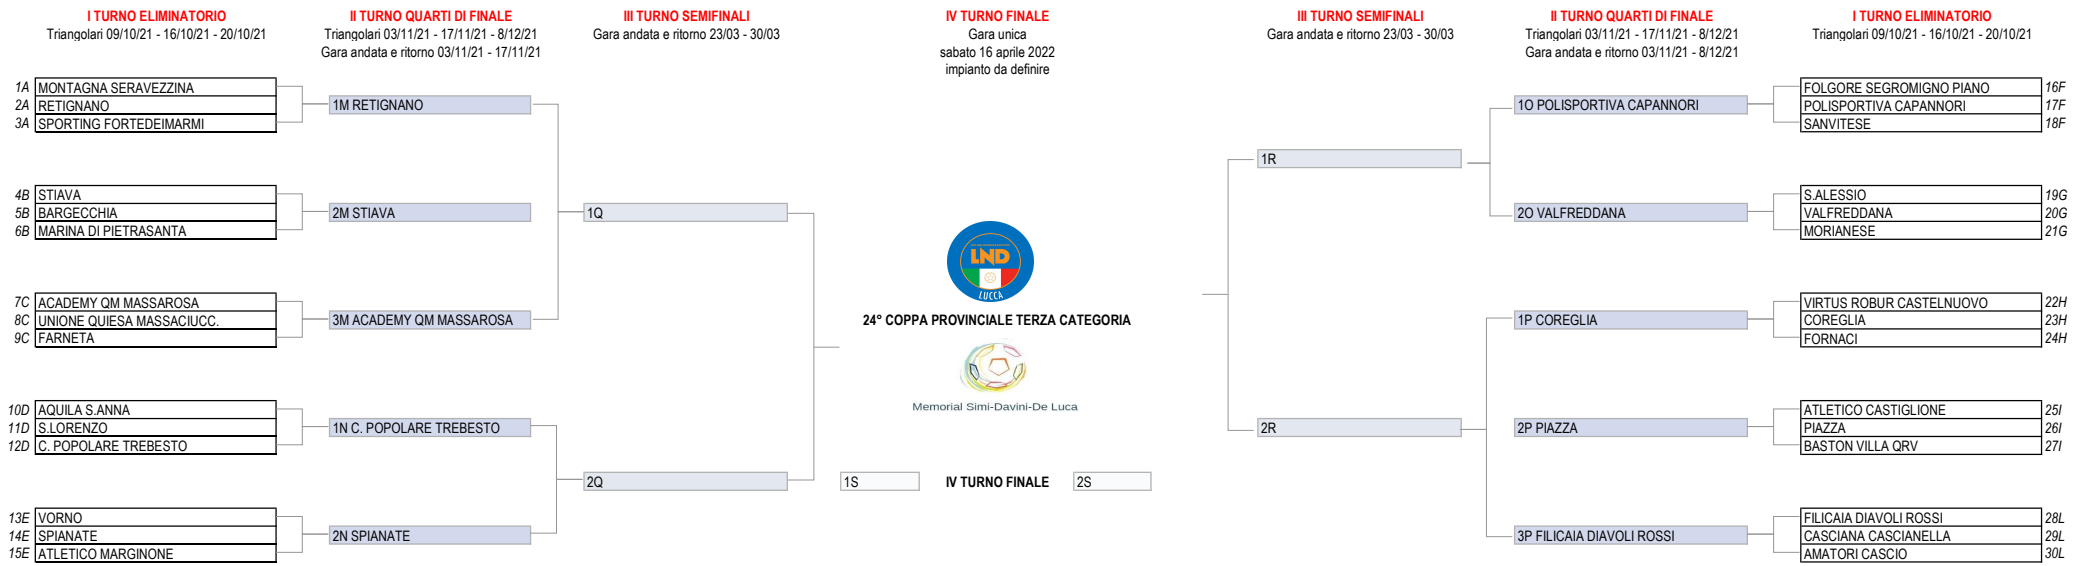 I TURNO ELIMINATORIO
Triangolari 09/10/21 - 16/10/21 - 20/10/21
II TURNO QUARTI DI FINALE
Triangolari 03/11/21 - 17/11/21 - 8/12/21
Gara andata e ritorno 03/11/21 - 17/11/21
III TURNO SEMIFINALI
Gara andata e ritorno 23/03 - 30/03
IV TURNO FINALE
Gara unica
sabato 16 aprile 2022
impianto da definire
III TURNO SEMIFINALI
Gara andata e ritorno 23/03 - 30/03
II TURNO QUARTI DI FINALE
Triangolari 03/11/21 - 17/11/21 - 8/12/21
Gara andata e ritorno 03/11/21 - 8/12/21
I TURNO ELIMINATORIO
Triangolari 09/10/21 - 16/10/21 - 20/10/21
1A MONTAGNA SERAVEZZINA
2A RETIGNANO
3A SPORTING FORTEDEIMARMI
4B STIAVA
5B BARGECCHIA
6B MARINA DI PIETRASANTA
7C ACADEMY QM MASSAROSA
8C UNIONE QUIESA MASSACIUCC.
9C FARNETA
10D AQUILA S.ANNA
11D S.LORENZO
12D C. POPOLARE TREBESTO
13E VORNO
14E SPIANATE
15E ATLETICO MARGINONE
1M RETIGNANO
2M STIAVA
3M ACADEMY QM MASSAROSA
1N C. POPOLARE TREBESTO
2N SPIANATE
1Q
2Q
LND
LUCCA
24° COPPA PROVINCIALE TERZA CATEGORIA
Memorial Simi-Davini-De Luca
1S IV TURNO FINALE 2S
1R
2R
1O POLISPORTIVA CAPANNORI
2O VALFREDDANA
1P COREGLIA
2P PIAZZA
3P FILICAIA DIAVOLI ROSSI
FOLGORE SEGROMIGNO PIANO 16F
POLISPORTIVA CAPANNORI 17F
SANVITESE 18F
S.ALESSIO 19G
VALFREDDANA 20G
MORIANESE 21G
VIRTUS ROBUR CASTELNUOVO 22H
COREGLIA 23H
FORNACI 24H
ATLETICO CASTIGLIONE 25I
PIAZZA 26I
BASTON VILLA QRV 27I
FILICAIA DIAVOLI ROSSI 28L
CASCIANA CASCIANELLA 29L
AMATORI CASCIO 30L